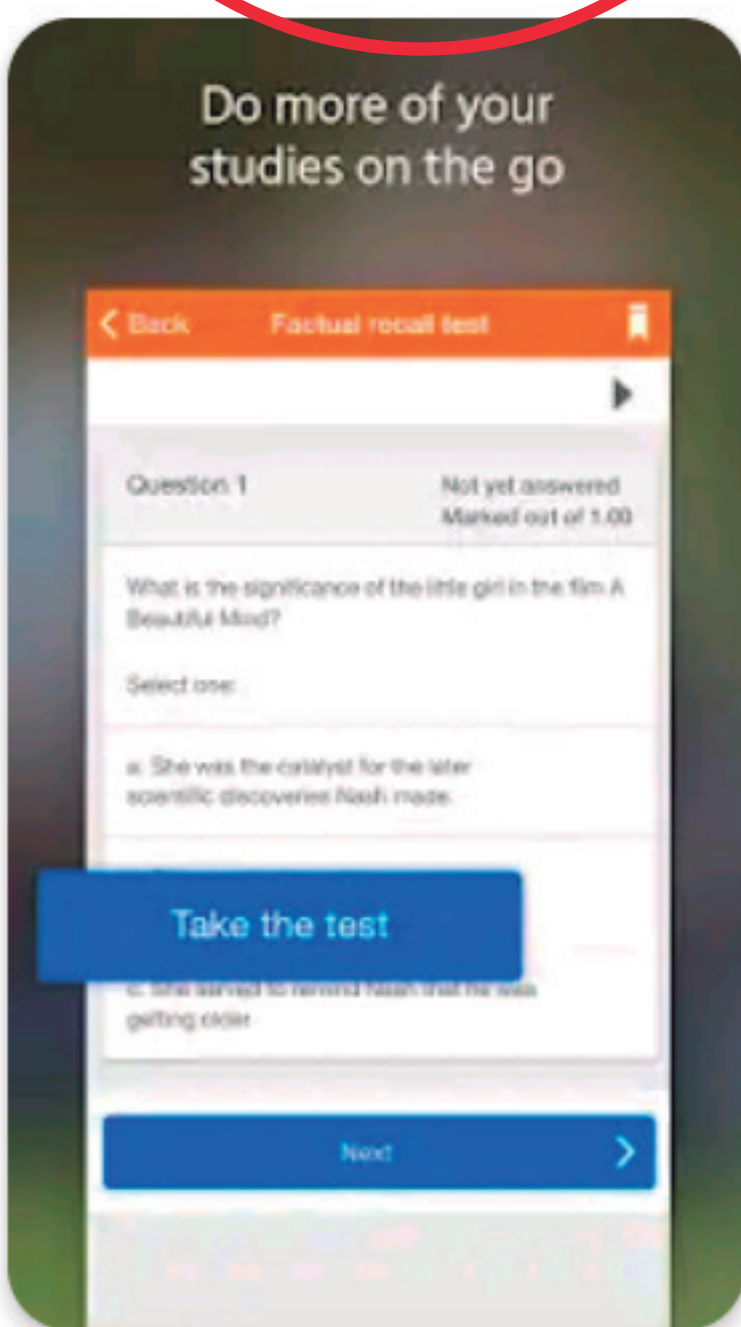 Do more of your
studies on the go
Back Factual recall test
Question 1 Not yet answered
Marked out of 1.00
What is the significance of the little girl in the film A
Beautiful Mind?
Select one:
a. She was the catalyst for the later
scientific discoveries Nash made.
Take the test
c. She served to remind Nash that he was
getting older
Next